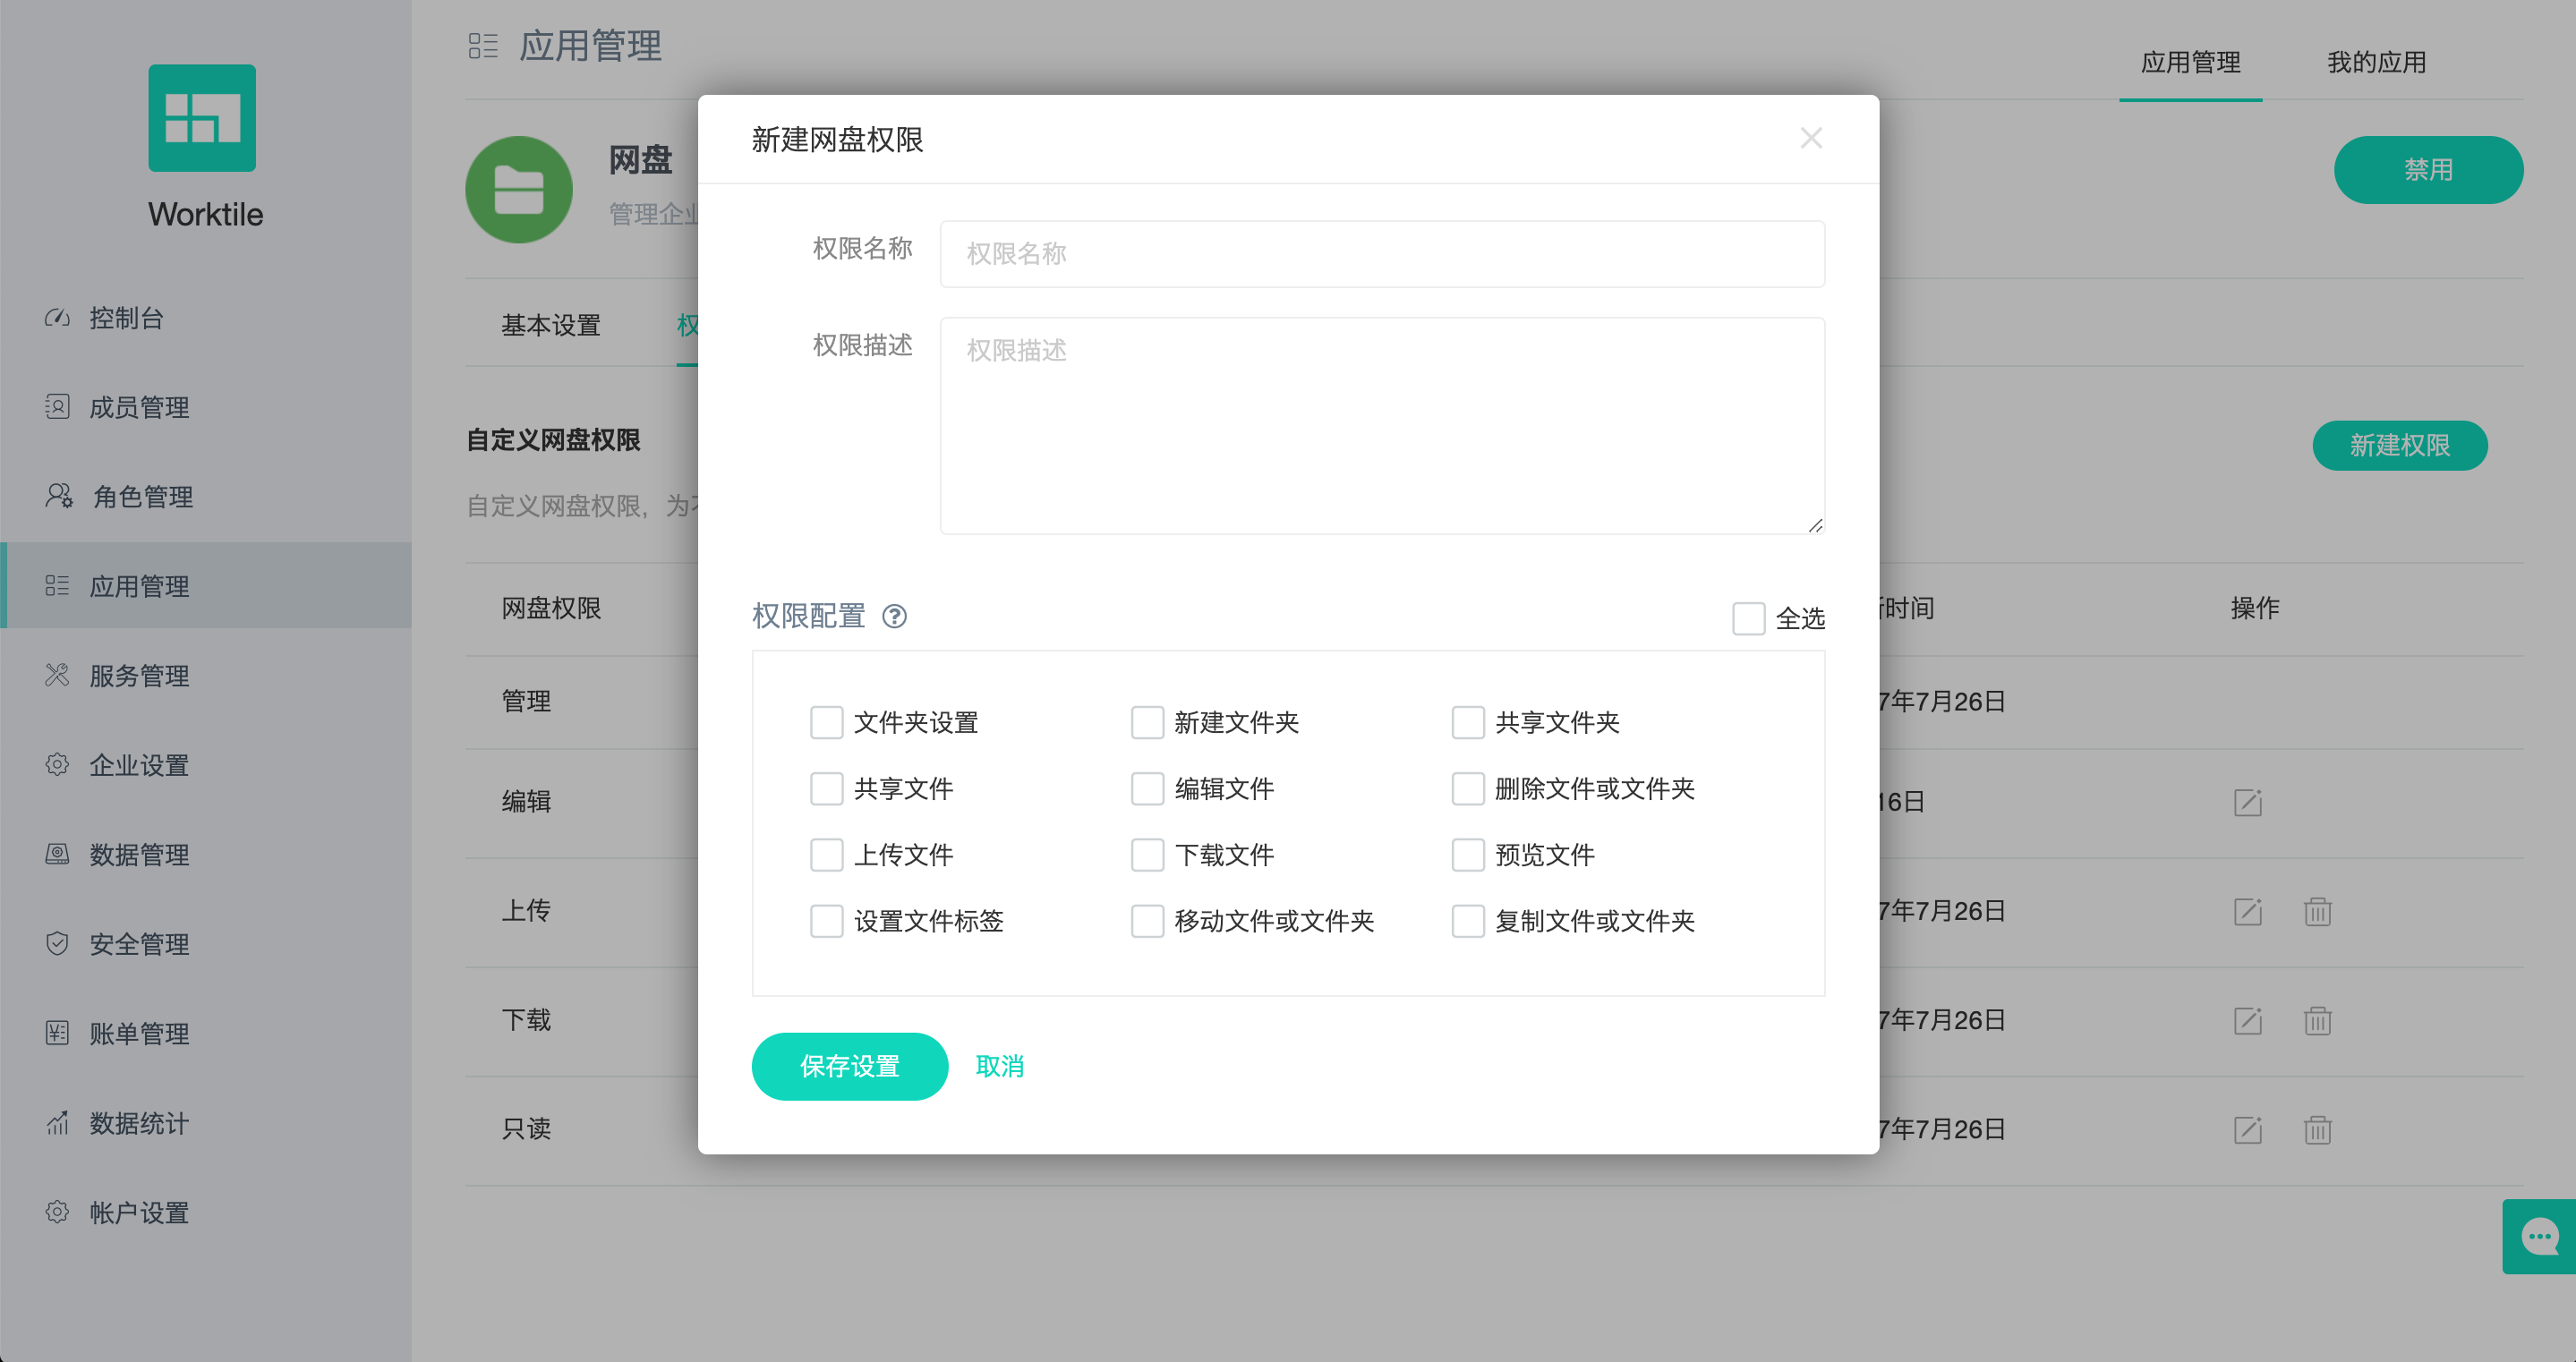 Worktile
控制台
成员管理
角色管理
应用管理
服务管理
企业设置
数据管理
安全管理
账单管理
数据统计
帐户设置
应用管理
应用管理 我的应用
网盘
管理企业
禁用
基本设置 权
自定义网盘权限
新建权限
自定义网盘权限，为不
网盘权限 时间 操作
管理 7年7月26日
编辑 16日
上传 7年7月26日
下载 7年7月26日
只读 7年7月26日
新建网盘权限
权限名称 权限名称
权限描述 权限描述
权限配置 ? 全选
文件夹设置 新建文件夹 共享文件夹
共享文件 编辑文件 删除文件或文件夹
上传文件 下载文件 预览文件
设置文件标签 移动文件或文件夹 复制文件或文件夹
保存设置 取消